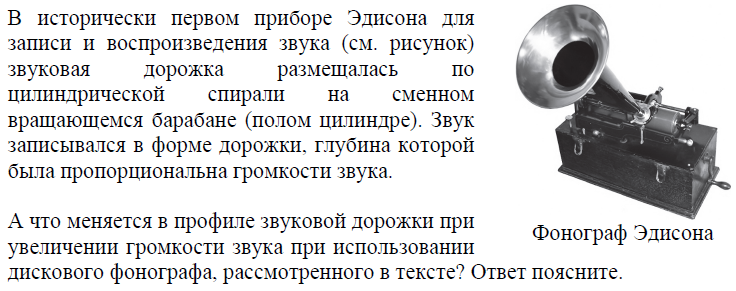 В исторически первом приборе Эдисона для
записи и воспроизведения звука (см. рисунок)
звуковая дорожка размещалась по
цилиндрической спирали на сменном
вращающемся барабане (полом цилиндре). Звук
записывался в форме дорожки, глубина которой
была пропорциональна громкости звука.
А что меняется в профиле звуковой дорожки при
увеличении громкости звука при использовании
дискового фонографа, рассмотренного в тексте? Ответ поясните.
Фонограф Эдисона